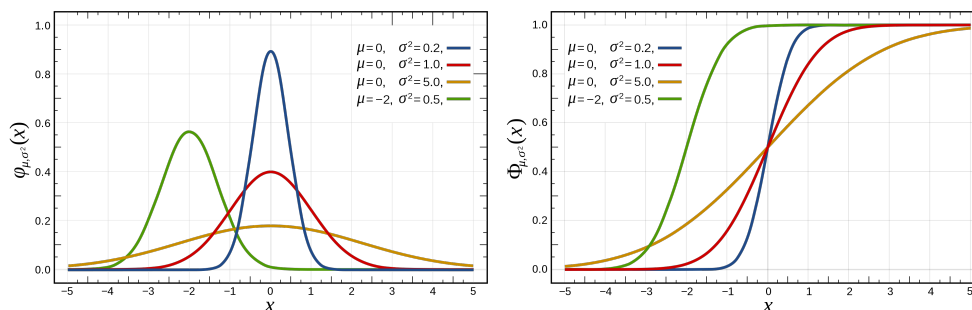 1.0
0.8
0.6
0.4
0.2
0.0
φμ,σ²(x)
μ=0, σ²=0.2,
μ=0, σ²=1.0,
μ=0, σ²=5.0,
μ=−2, σ²=0.5,
−5 −4 −3 −2 −1 0 1 2 3 4 5
x
1.0
0.8
0.6
0.4
0.2
0.0
Φμ,σ²(x)
μ=0, σ²=0.2,
μ=0, σ²=1.0,
μ=0, σ²=5.0,
μ=−2, σ²=0.5,
−5 −4 −3 −2 −1 0 1 2 3 4 5
x